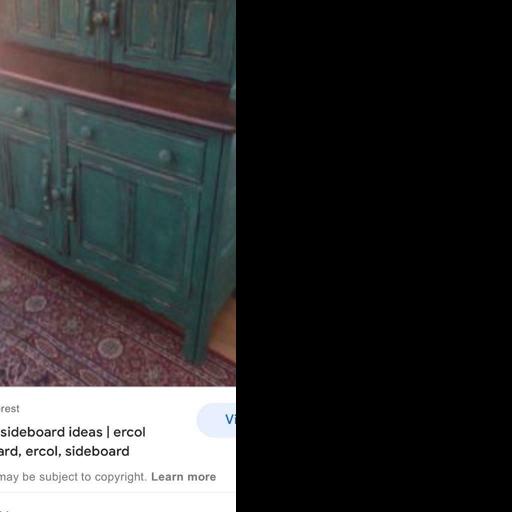 rest
sideboard ideas | ercol
Vi
ard, ercol, sideboard
may be subject to copyright. Learn more